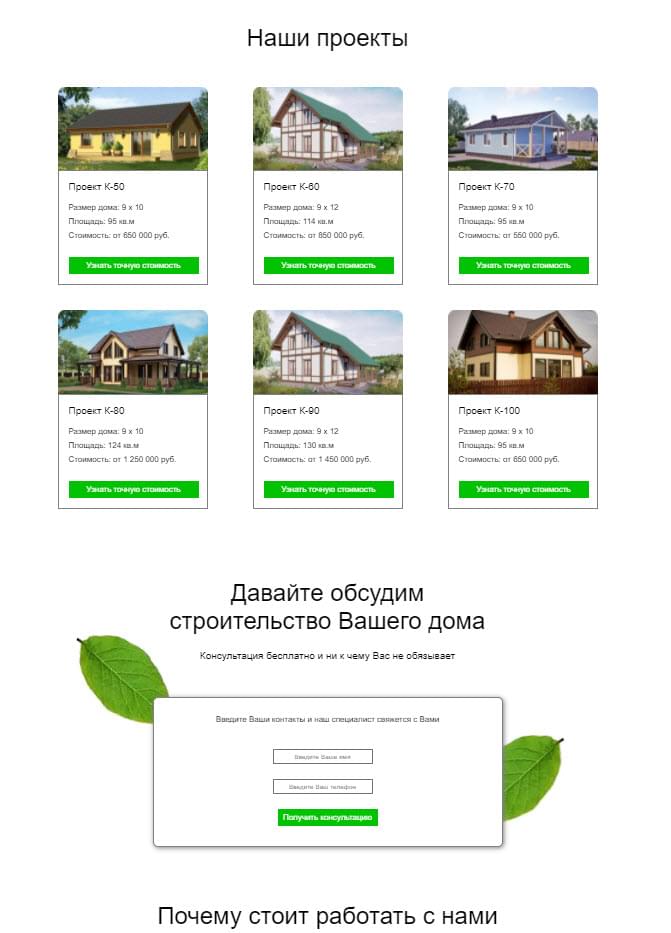 Наши проекты
Проект К-50
Размер дома: 9 х 10
Площадь: 95 кв.м
Стоимость: от 650 000 руб.
Узнать точную стоимость
Проект К-60
Размер дома: 9 х 12
Площадь: 114 кв.м
Стоимость: от 850 000 руб.
Узнать точную стоимость
Проект К-70
Размер дома: 9 х 10
Площадь: 95 кв.м
Стоимость: от 550 000 руб.
Узнать точную стоимость
Проект К-80
Размер дома: 9 х 10
Площадь: 124 кв.м
Стоимость: от 1 250 000 руб.
Узнать точную стоимость
Проект К-90
Размер дома: 9 х 12
Площадь: 130 кв.м
Стоимость: от 1 450 000 руб.
Узнать точную стоимость
Проект К-100
Размер дома: 9 х 10
Площадь: 95 кв.м
Стоимость: от 650 000 руб.
Узнать точную стоимость
Давайте обсудим
строительство Вашего дома
Консультация бесплатно и ни к чему Вас не обязывает
Введите Ваши контакты и наш специалист свяжется с Вами
Введите Ваше имя
Введите Ваш телефон
Получить консультацию
Почему стоит работать с нами